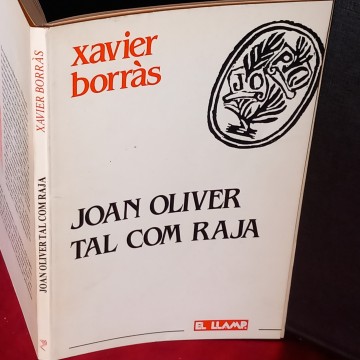 xavier
borràs
JOAN OLIVER
TAL COM RAJA
EL LLAMP
XAVIER BORRÀS
JOAN OLIVER TAL COM RAJA